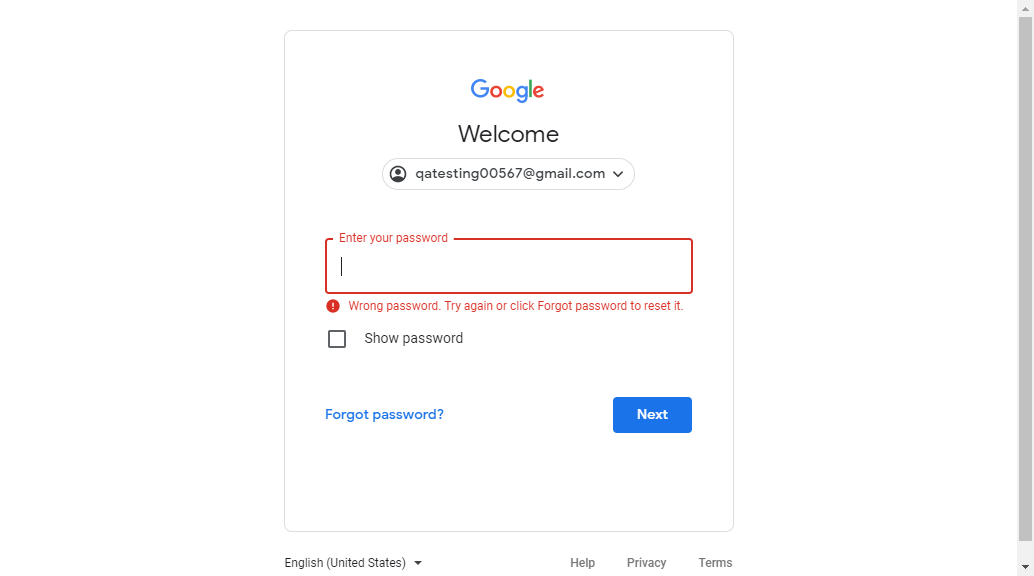 Google
Welcome
qatesting00567@gmail.com
Enter your password
Wrong password. Try again or click Forgot password to reset it.
Show password
Forgot password?
Next
English (United States)
Help
Privacy
Terms